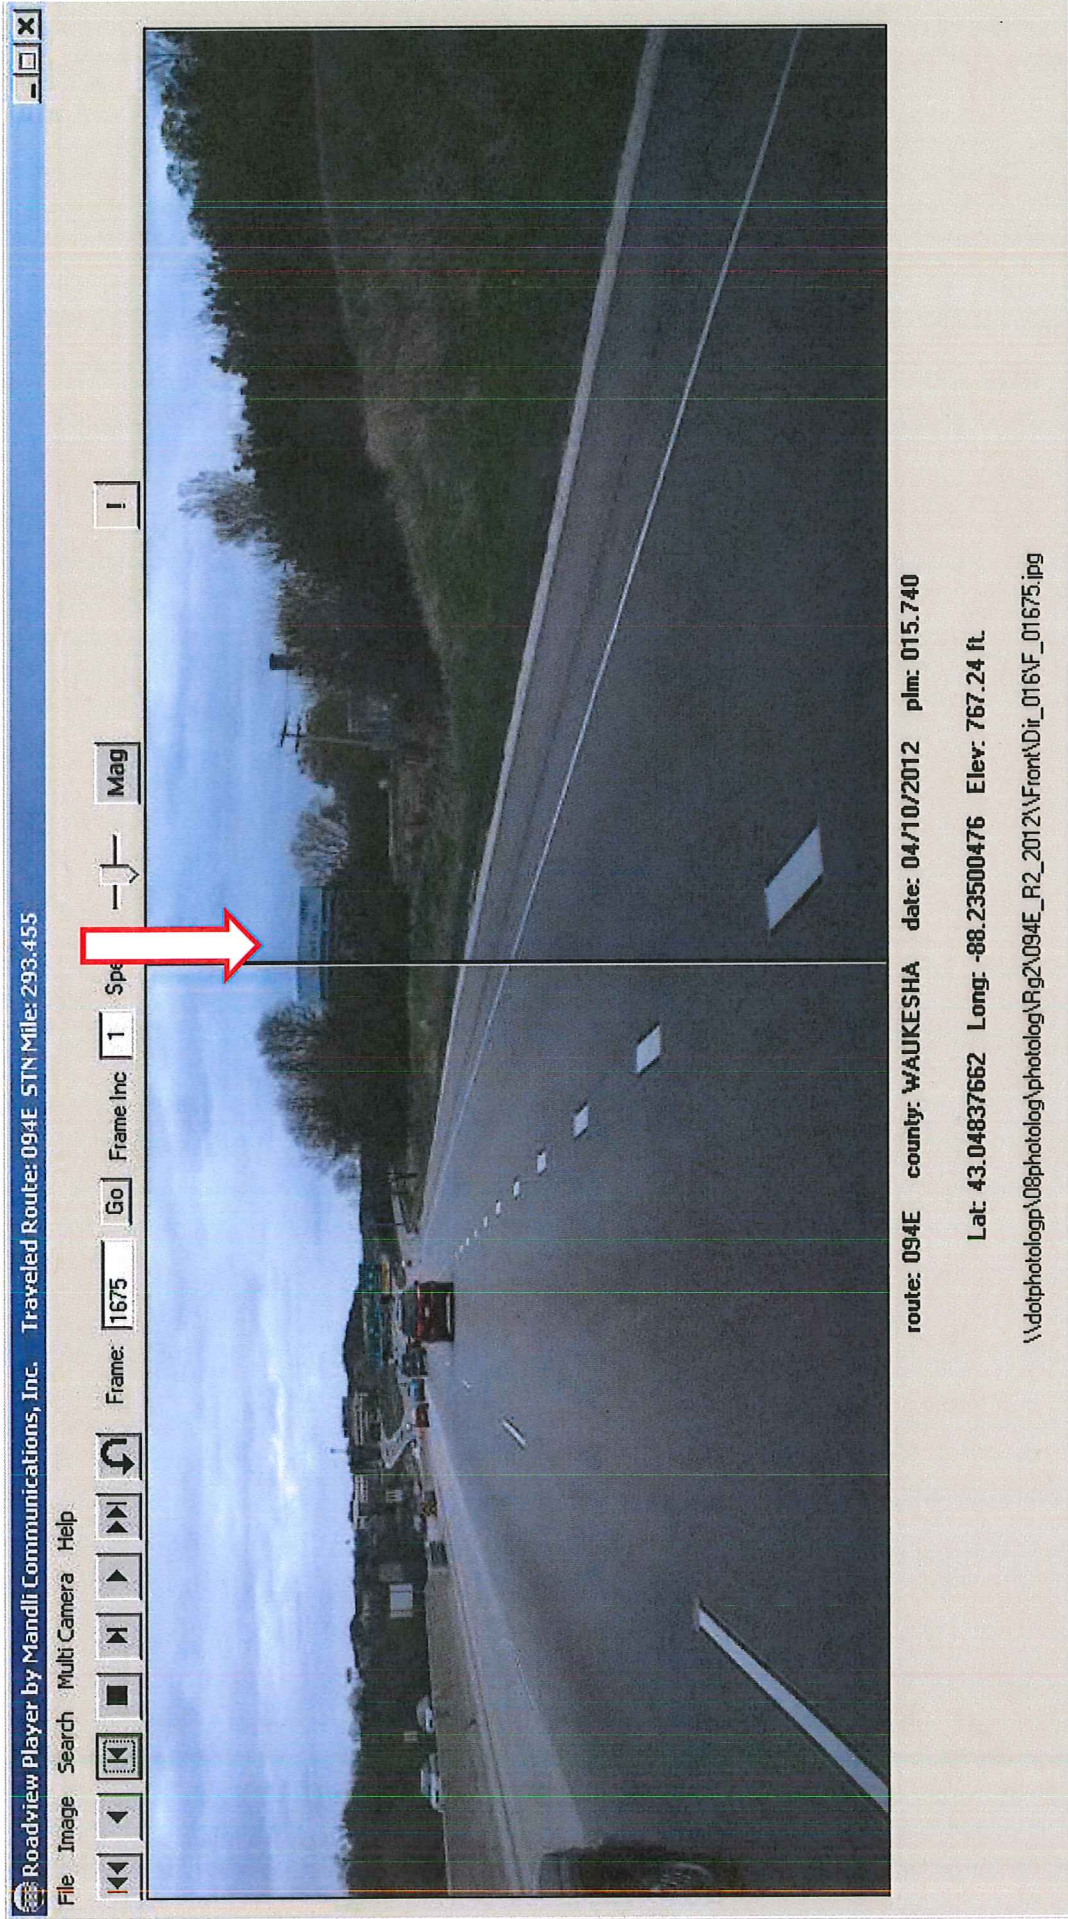 Roadview Player by Mandli Communications, Inc. Traveled Route: 094E STN Mile: 293.455
File Image Search Multi Camera Help
Frame: 1675 Go Frame Inc 1 Spe Mag !
route: 094E county: WAUKESHA date: 04/10/2012 plm: 015.740
Lat: 43.04837662 Long: -88.23500476 Elev: 767.24 ft.
\\dotphotologp\08photolog\photolog\Rg2\094E_R2_2012\\Front\Dir_016\F_01675.jpg